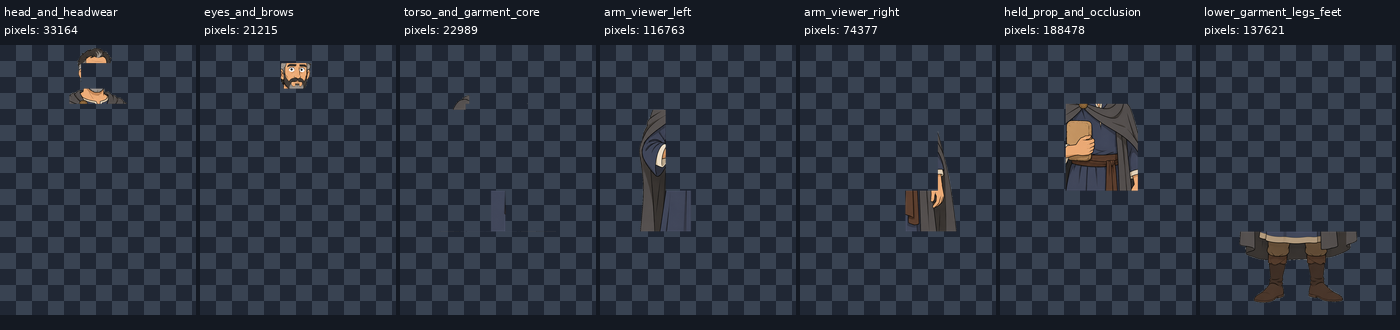 head_and_headwear
pixels: 33164
eyes_and_brows
pixels: 21215
torso_and_garment_core
pixels: 22989
arm_viewer_left
pixels: 116763
arm_viewer_right
pixels: 74377
held_prop_and_occlusion
pixels: 188478
lower_garment_legs_feet
pixels: 137621